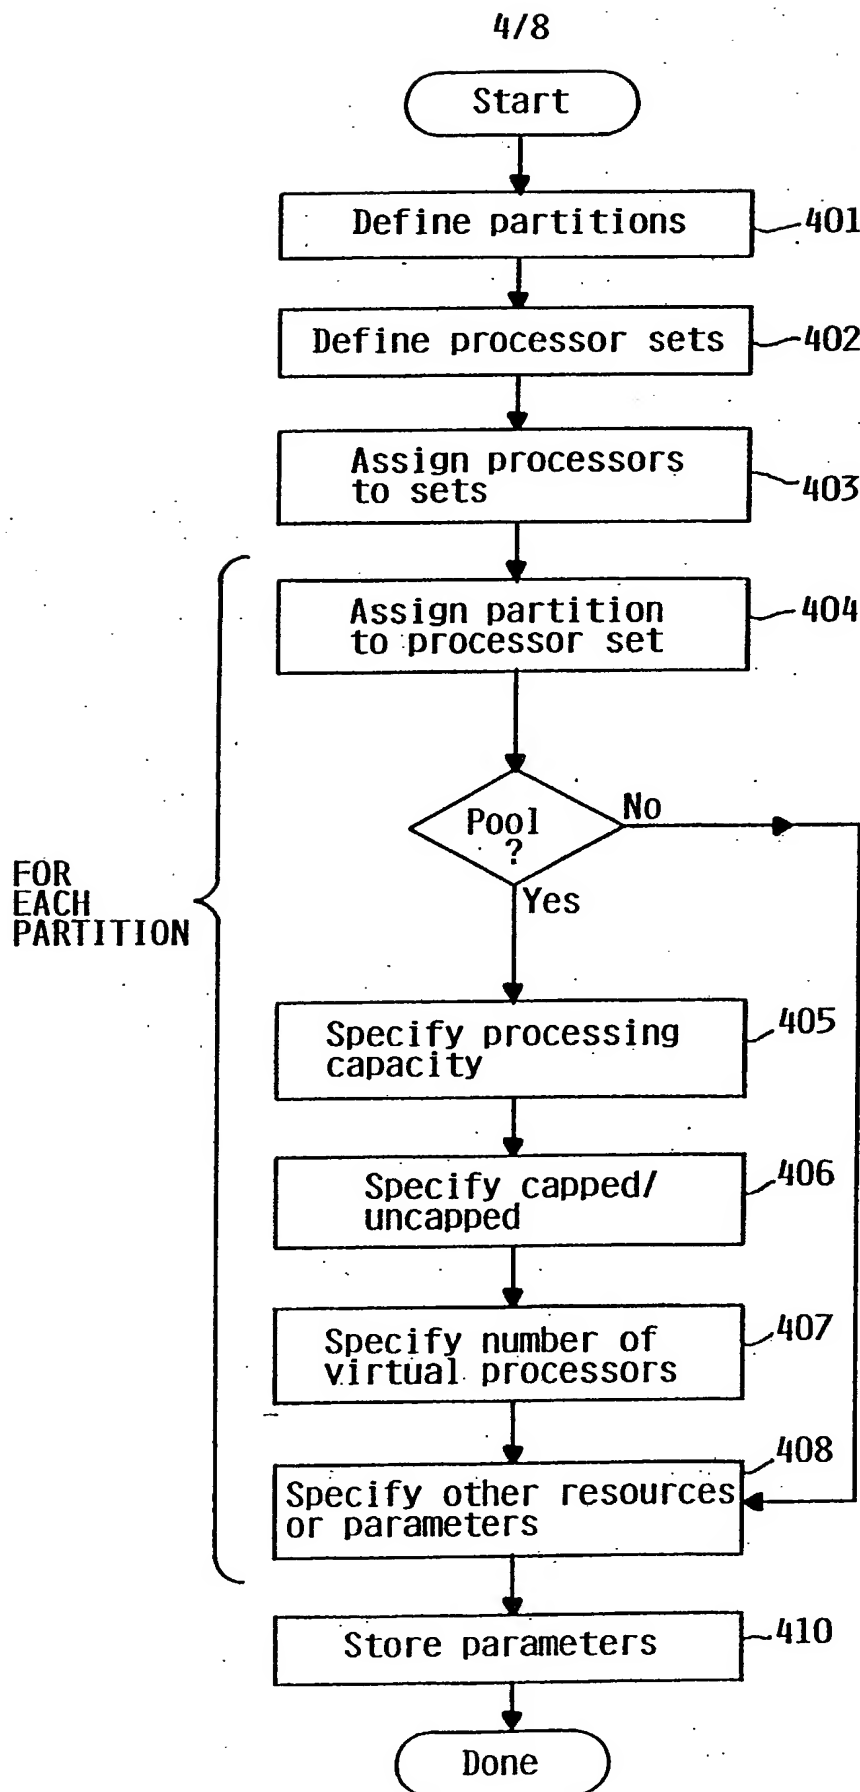 4/8
Start
Define partitions
401
Define processor sets
402
Assign processors
to sets
403
Assign partition
to processor set
404
Pool
?
No
Yes
FOR
EACH
PARTITION
Specify processing
capacity
405
Specify capped/
uncapped
406
Specify number of
virtual processors
407
Specify other resources
or parameters
408
Store parameters
410
Done